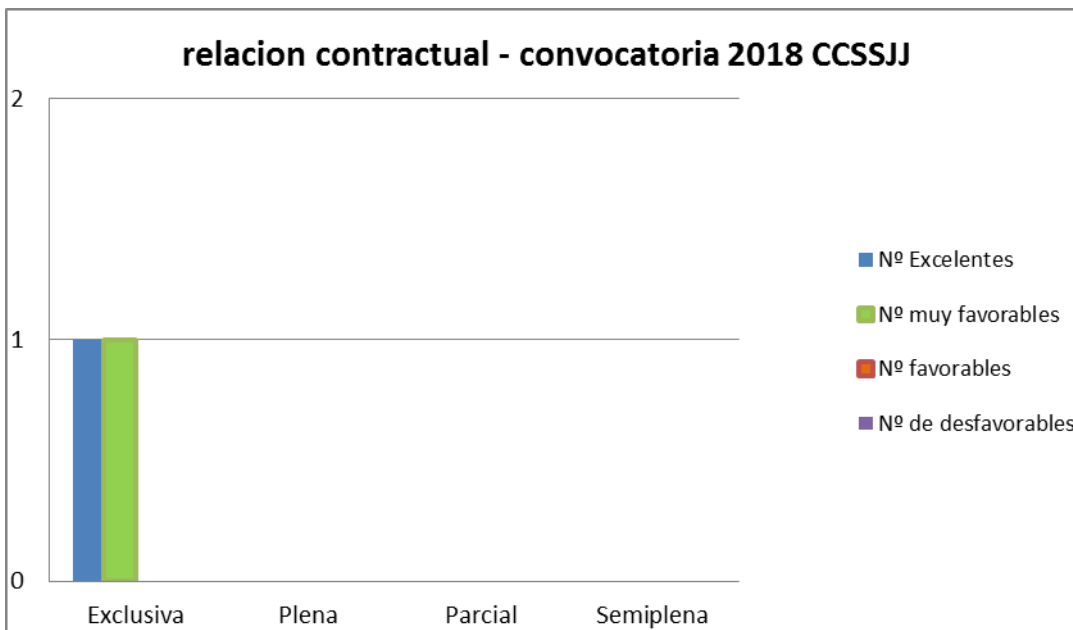 relacion contractual - convocatoria 2018 CCSSJJ
2
1
0
Exclusiva Plena Parcial Semiplena
Nº Excelentes
Nº muy favorables
Nº favorables
Nº de desfavorables